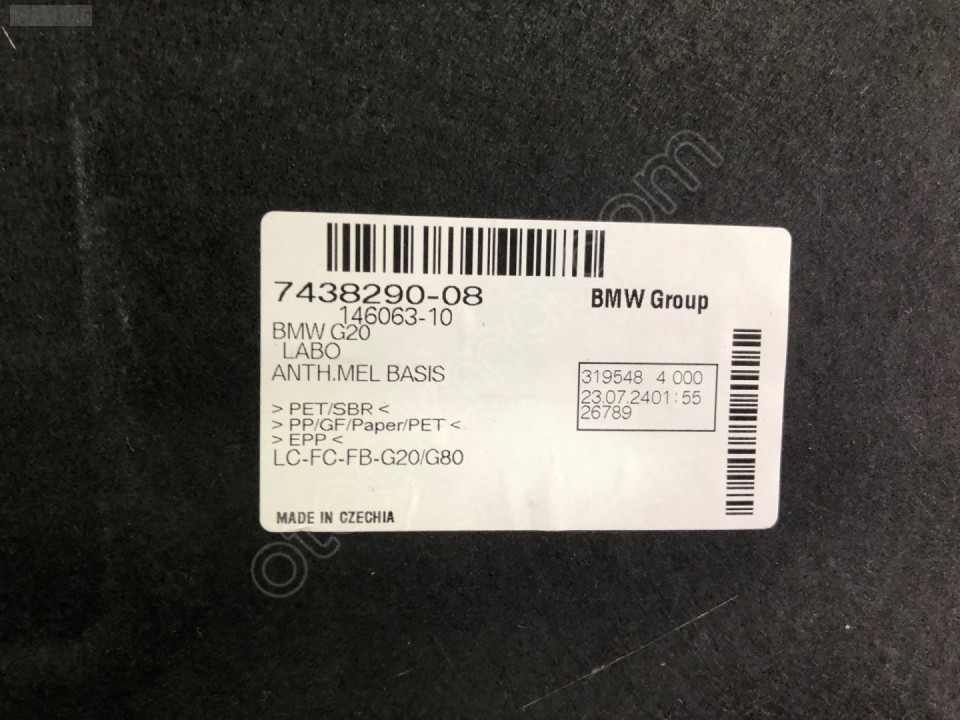 7438290-08
146063-10
BMW Group
BMW G20
LABO
ANTH.MEL BASIS
319548 4 000
23.07.2401:55
26789
> PET/SBR <
> PP/GF/Paper/PET <
> EPP <
LC-FC-FB-G20/G80
MADE IN CZECHIA